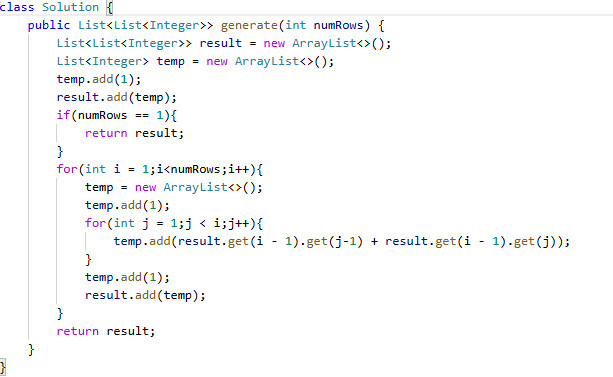 class Solution {
    public List<List<Integer>> generate(int numRows) {
        List<List<Integer>> result = new ArrayList<>();
        List<Integer> temp = new ArrayList<>();
        temp.add(1);
        result.add(temp);
        if(numRows == 1){
            return result;
        }
        for(int i = 1;i<numRows;i++){
            temp = new ArrayList<>();
            temp.add(1);
            for(int j = 1;j < i;j++){
                temp.add(result.get(i - 1).get(j-1) + result.get(i - 1).get(j));
            }
            temp.add(1);
            result.add(temp);
        }
        return result;
    }
}